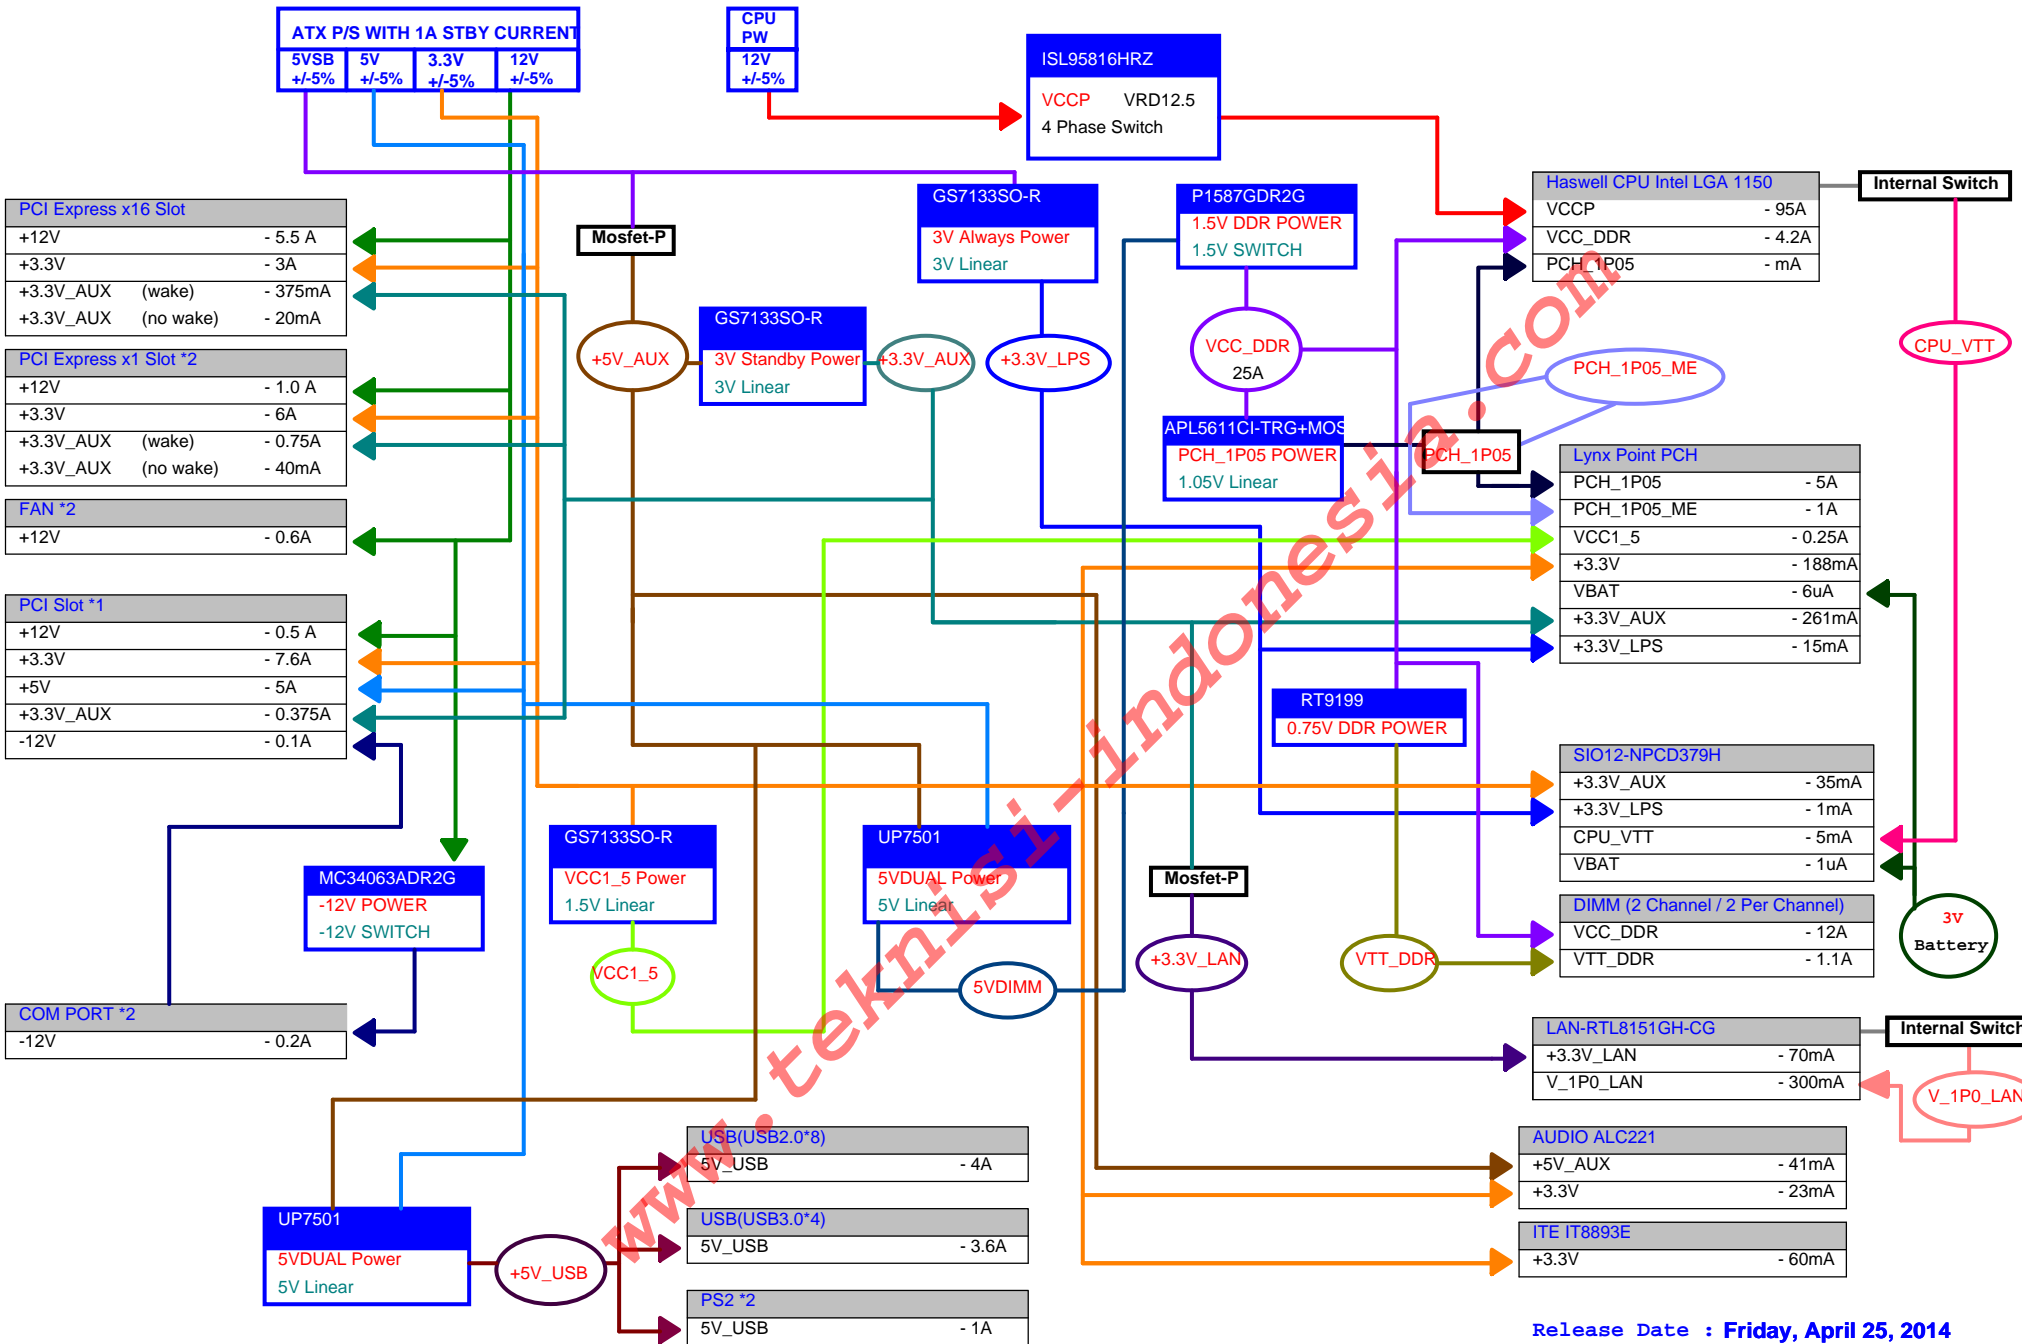 ATX P/S WITH 1A STBY CURRENT
5VSB
+/-5%
5V
+/-5%
3.3V
+/-5%
12V
+/-5%
CPU
PW
12V
+/-5%
ISL95816HRZ
VCCP VRD12.5
4 Phase Switch
PCI Express x16 Slot
+12V - 5.5 A
+3.3V - 3A
+3.3V_AUX (wake) - 375mA
+3.3V_AUX (no wake) - 20mA
PCI Express x1 Slot *2
+12V - 1.0 A
+3.3V - 6A
+3.3V_AUX (wake) - 0.75A
+3.3V_AUX (no wake) - 40mA
FAN *2
+12V - 0.6A
PCI Slot *1
+12V - 0.5 A
+3.3V - 7.6A
+5V - 5A
+3.3V_AUX - 0.375A
-12V - 0.1A
MC34063ADR2G
-12V POWER
-12V SWITCH
COM PORT *2
-12V - 0.2A
Mosfet-P
+5V_AUX
GS7133SO-R
3V Standby Power
3V Linear
+3.3V_AUX
GS7133SO-R
3V Always Power
3V Linear
+3.3V_LPS
P1587GDR2G
1.5V DDR POWER
1.5V SWITCH
VCC_DDR
25A
APL5611CI-TRG+MOS
PCH_1P05 POWER
1.05V Linear
PCH_1P05
PCH_1P05_ME
Haswell CPU Intel LGA 1150
VCCP - 95A
VCC_DDR - 4.2A
PCH_1P05 - mA
Internal Switch
CPU_VTT
Lynx Point PCH
PCH_1P05 - 5A
PCH_1P05_ME - 1A
VCC1_5 - 0.25A
+3.3V - 188mA
VBAT - 6uA
+3.3V_AUX - 261mA
+3.3V_LPS - 15mA
RT9199
0.75V DDR POWER
SIO12-NPCD379H
+3.3V_AUX - 35mA
+3.3V_LPS - 1mA
CPU_VTT - 5mA
VBAT - 1uA
GS7133SO-R
VCC1_5 Power
1.5V Linear
VCC1_5
UP7501
5VDUAL Power
5V Linear
5VDIMM
Mosfet-P
+3.3V_LAN
VTT_DDR
DIMM (2 Channel / 2 Per Channel)
VCC_DDR - 12A
VTT_DDR - 1.1A
3V
Battery
LAN-RTL8151GH-CG
+3.3V_LAN - 70mA
V_1P0_LAN - 300mA
Internal Switch
V_1P0_LAN
UP7501
5VDUAL Power
5V Linear
+5V_USB
USB(USB2.0*8)
5V_USB - 4A
USB(USB3.0*4)
5V_USB - 3.6A
PS2 *2
5V_USB - 1A
AUDIO ALC221
+5V_AUX - 41mA
+3.3V - 23mA
ITE IT8893E
+3.3V - 60mA
Release Date : Friday, April 25, 2014
www.teknisi-indonesia.com